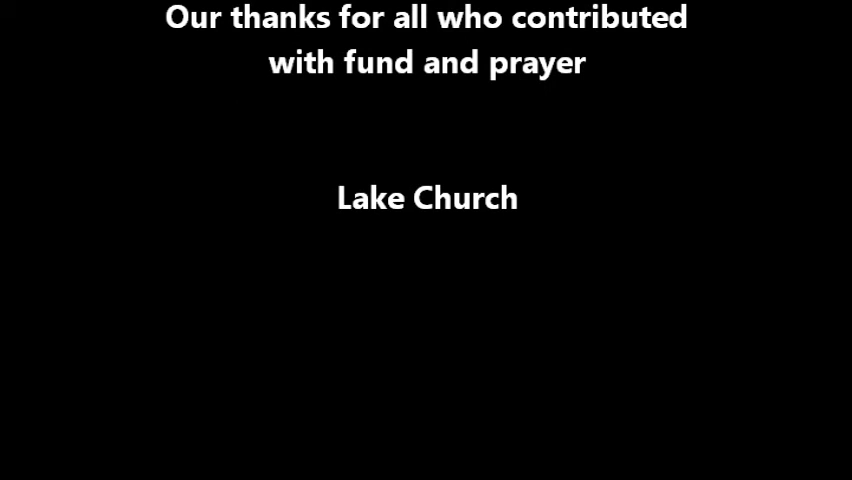 Our thanks for all who contributed
with fund and prayer
Lake Church